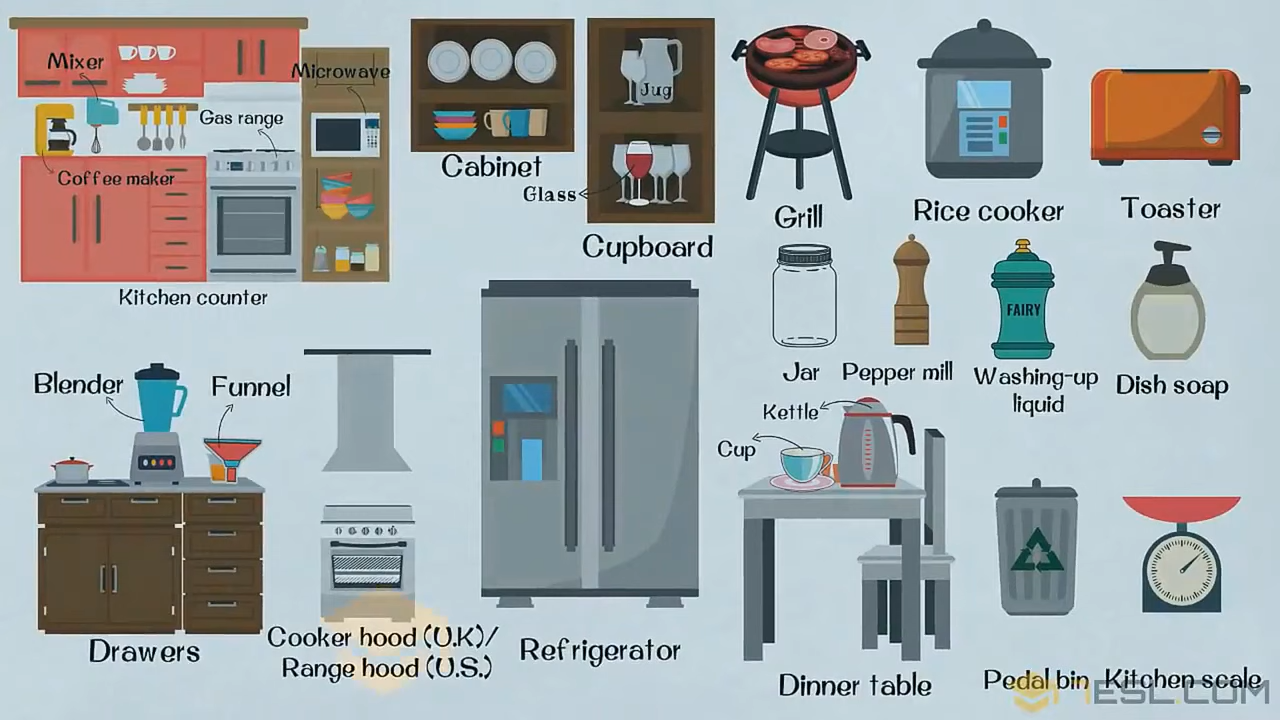 Mixer
Microwave
Gas range
Coffee maker
Kitchen counter
Cabinet
Jug
Glass
Cupboard
Grill
Rice cooker
Toaster
Jar
Pepper mill
FAIRY
Washing-up
liquid
Dish soap
Blender
Funnel
Drawers
Cooker hood (U.K)/
Range hood (U.S.)
Refrigerator
Kettle
Cup
Dinner table
Pedal bin
Kitchen scale
7ESL.COM